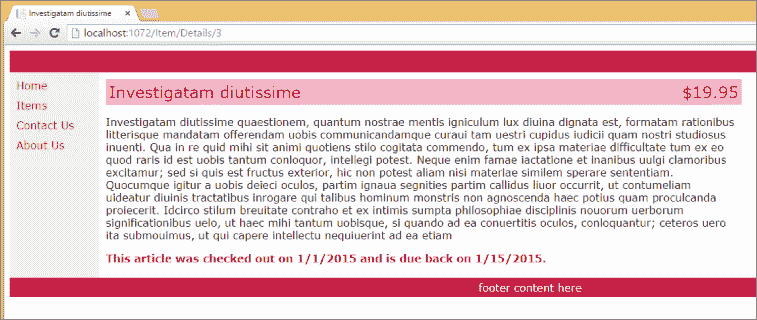 Investigatam diutissime
localhost:1072/Item/Details/3
Home
Items
Contact Us
About Us
Investigatam diutissime $19.95
Investigatam diutissime quaestionem, quantum nostrae mentis igniculum lux diuina dignata est, formatam rationibus
litterisque mandatam offerendam uobis communicandamque curaui tam uestri cupidus iudicii quam nostri studiosus
inuenti. Qua in re quid mihi sit animi quotiens stilo cogitata commendo, tum ex ipsa materiae difficultate tum ex eo
quod raris id est uobis tantum conloquor, intellegi potest. Neque enim famae iactatione et inanibus uulgi clamoribus
excitamur; sed si quis est fructus exterior, hic non potest aliam nisi materiae similem sperare sententiam.
Quocumque igitur a uobis deieci oculos, partim ignaua segnities partim callidus liuor occurrit, ut contumeliam
uideatur diuinis tractatibus inrogare qui talibus hominum monstris non agnoscenda haec potius quam proculcanda
proiecerit. Idcirco stilum breuitate contraho et ex intimis sumpta philosophiae disciplinis nouorum uerborum
significationibus uelo, ut haec mihi tantum uobisque, si quando ad ea conuertitis oculos, conloquantur; ceteros uero
ita submouimus, ut qui capere intellectu nequiuerint ad ea etiam
This article was checked out on 1/1/2015 and is due back on 1/15/2015.
footer content here